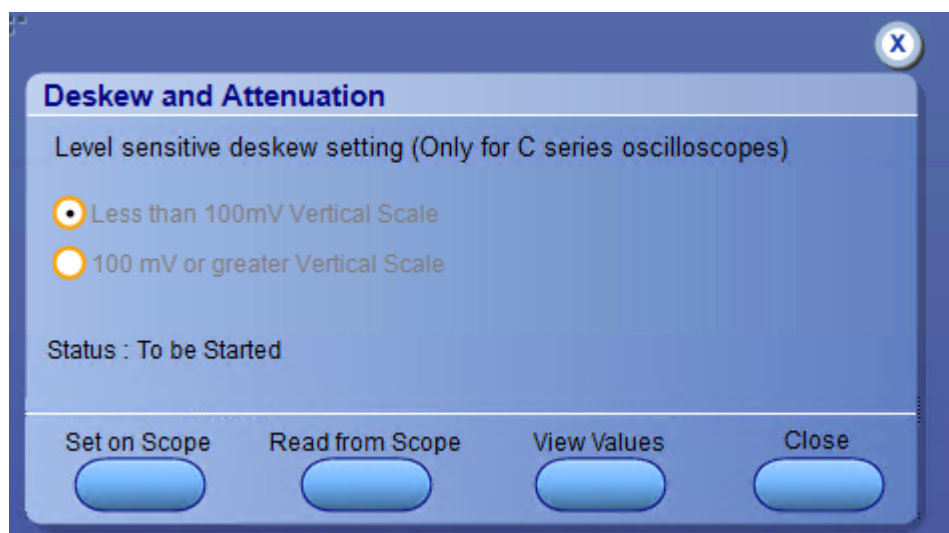 X
Deskew and Attenuation
Level sensitive deskew setting (Only for C series oscilloscopes)
Less than 100mV Vertical Scale
100 mV or greater Vertical Scale
Status : To be Started
Set on Scope Read from Scope View Values Close